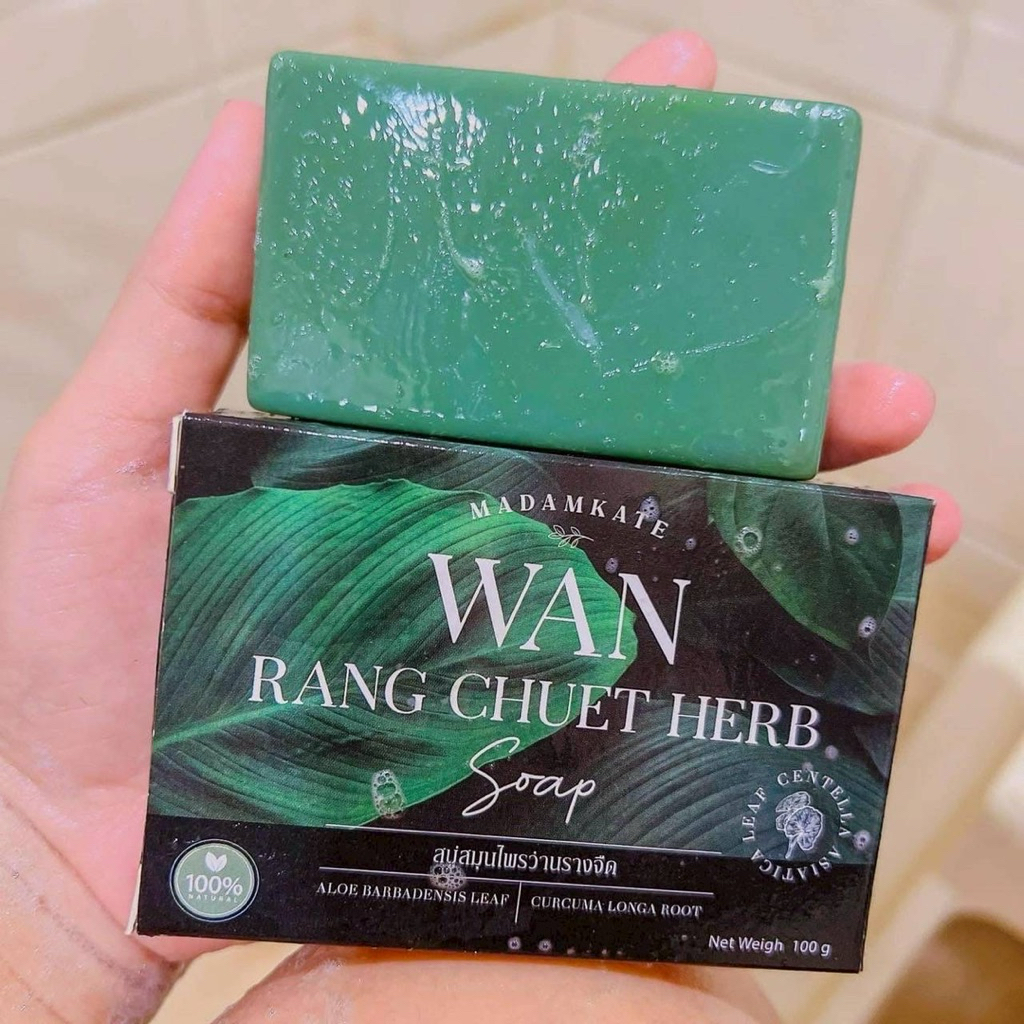 MADAMKATE
WAN
RANG CHUET HERB
Soap
LEAF CENTELLA ASIATICA
สบู่สมุนไพรว่านรางจืด
100%
NATURAL
ALOE BARBADENSIS LEAF
CURCUMA LONGA ROOT
Net Weigh 100 g